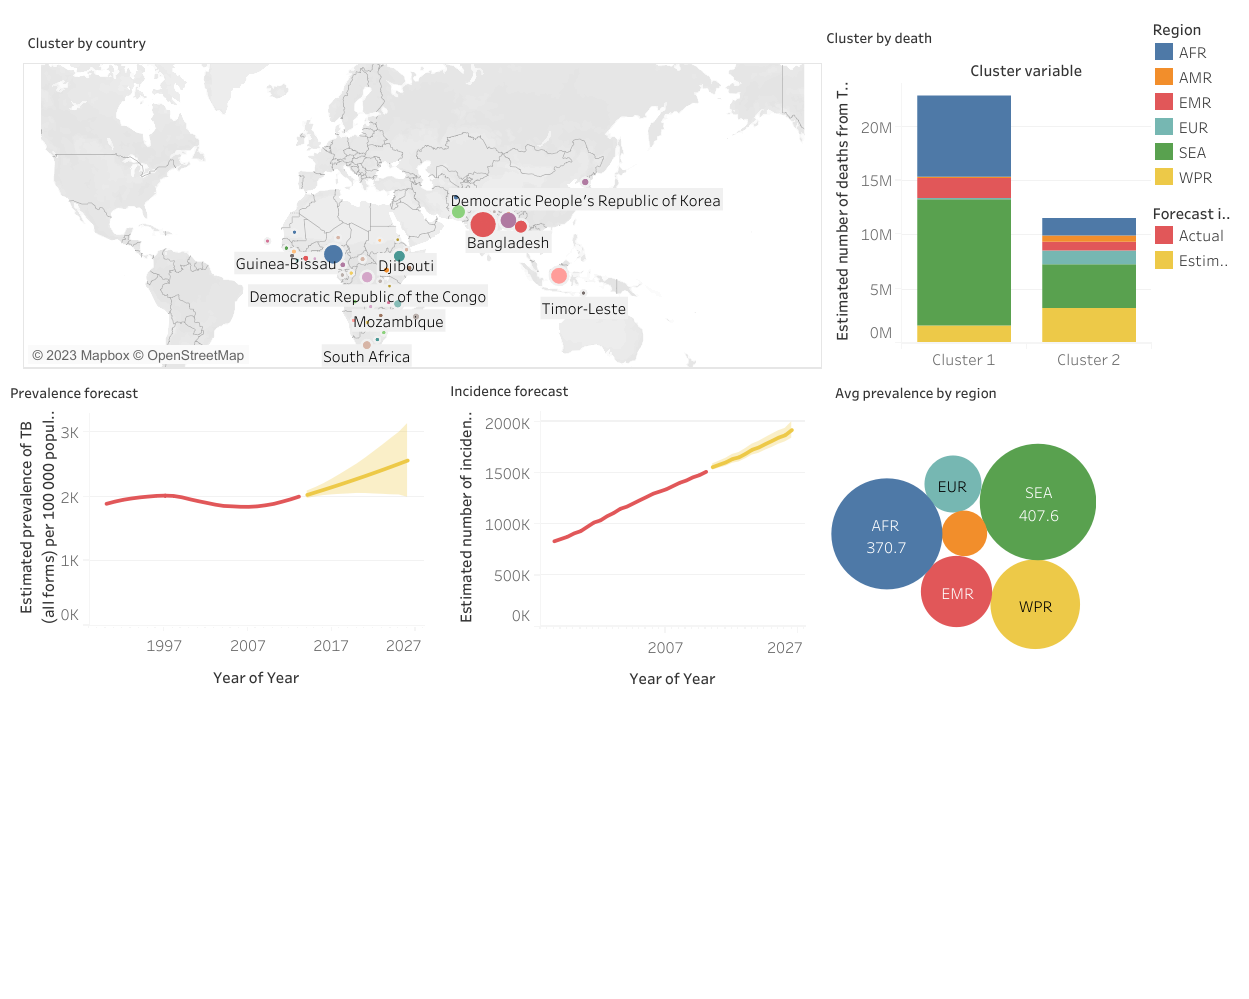 Cluster by country
Democratic People's Republic of Korea
Bangladesh
Guinea-Bissau
Djibouti
Democratic Republic of the Congo
Timor-Leste
Mozambique
South Africa
© 2023 Mapbox © OpenStreetMap
Cluster by death
Cluster variable
Estimated number of deaths from T..
20M
15M
10M
5M
0M
Cluster 1
Cluster 2
Region
AFR
AMR
EMR
EUR
SEA
WPR
Forecast i..
Actual
Estim..
Prevalence forecast
Estimated prevalence of TB
(all forms) per 100 000 popul..
3K
2K
1K
0K
1997
2007
2017
2027
Year of Year
Incidence forecast
Estimated number of inciden..
2000K
1500K
1000K
500K
0K
2007
2027
Year of Year
Avg prevalence by region
EUR
SEA
407.6
AFR
370.7
EMR
WPR